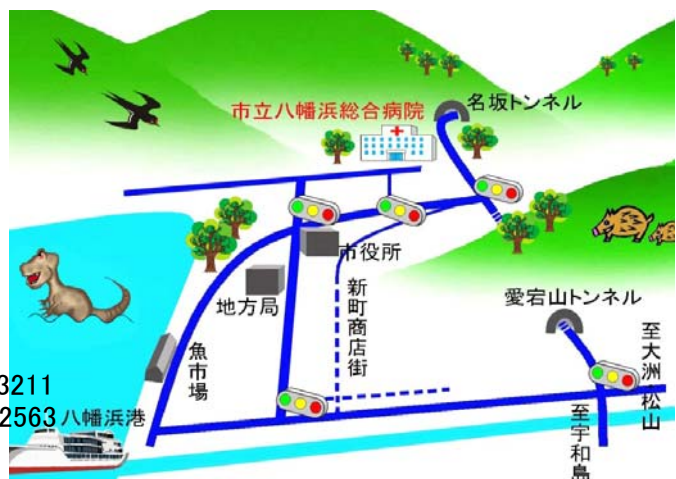 名坂トンネル
市立八幡浜総合病院
市役所
地方局
新町商店街
愛宕山トンネル
魚市場
至大洲・松山
至宇和島
3211
2563
八幡浜港